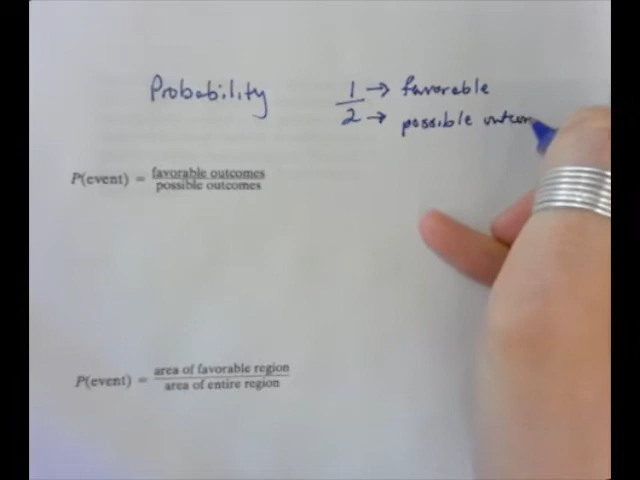 Probability
1 → favorable
2 → possible outcom
P(event) = favorable outcomes
possible outcomes
P(event) = area of favorable region
area of entire region